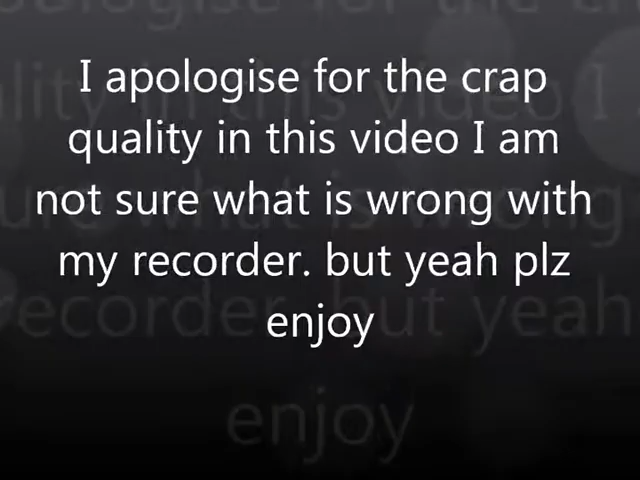 I apologise for the crap
quality in this video I am
not sure what is wrong with
my recorder. but yeah plz
enjoy
enjoy